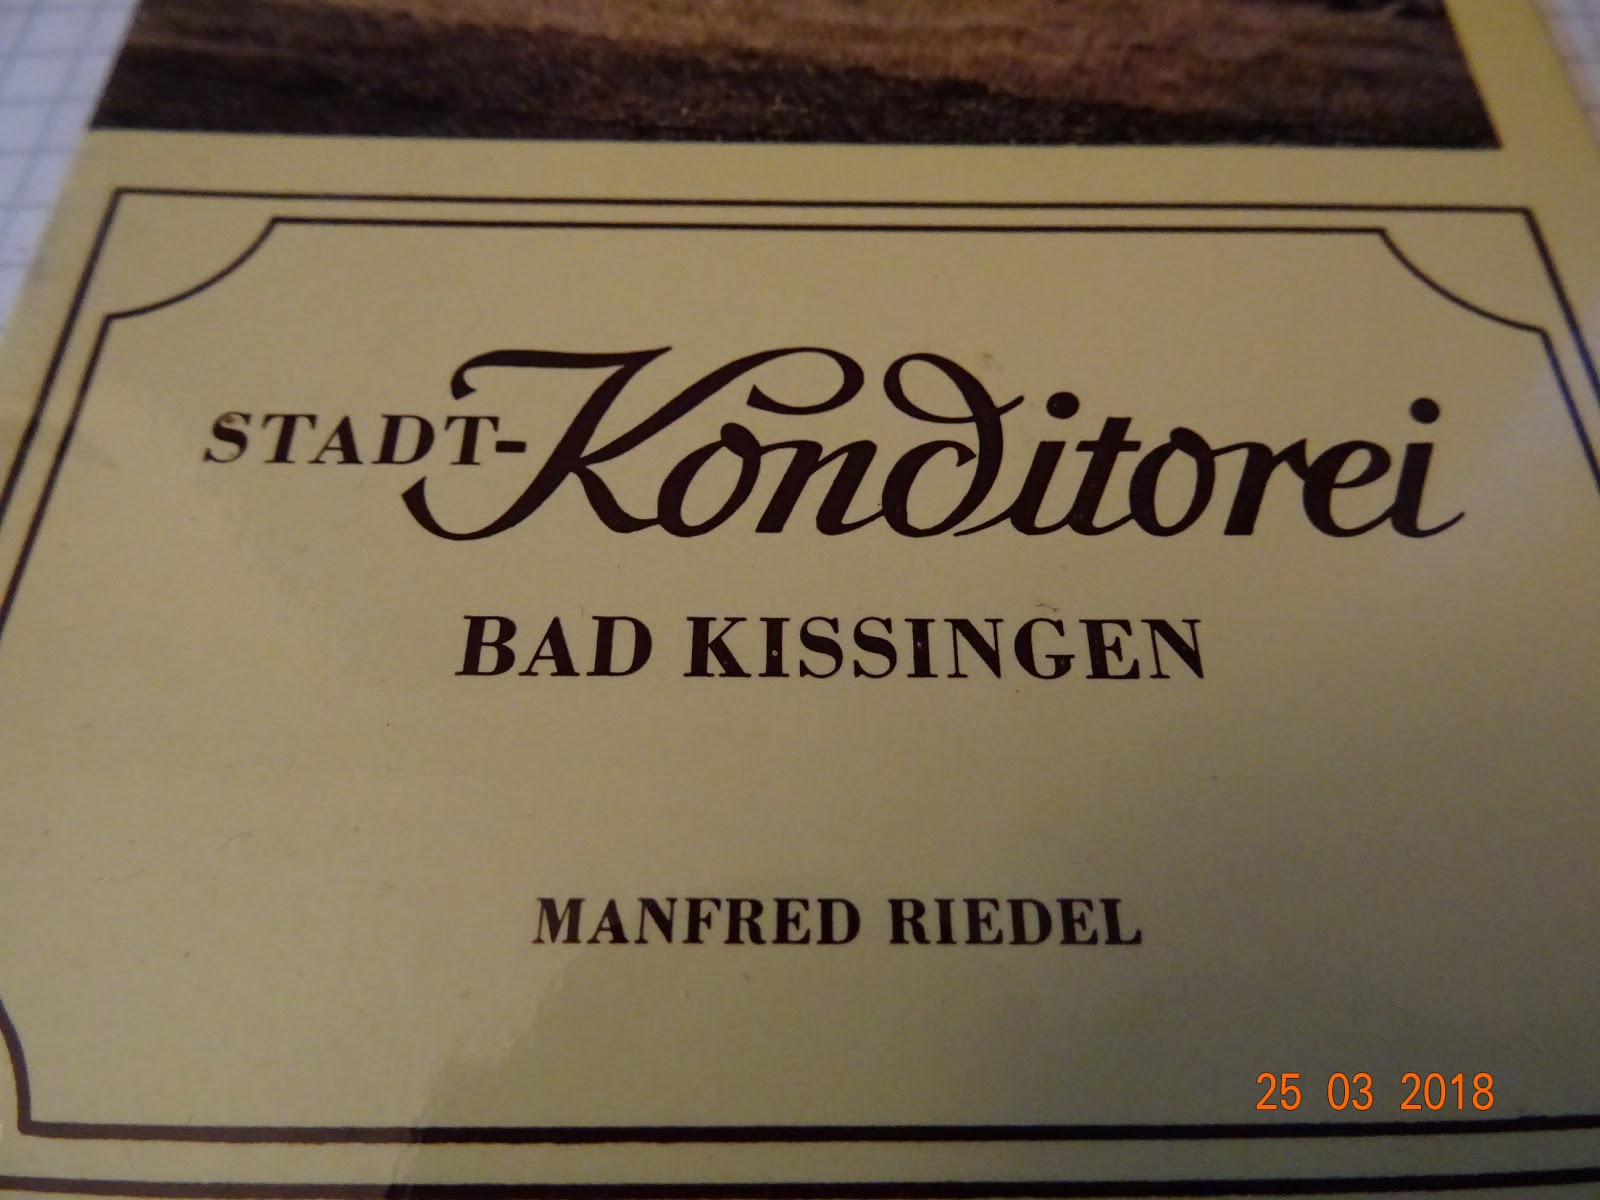 STADT-Konditorei
BAD KISSINGEN
MANFRED RIEDEL
25 03 2018